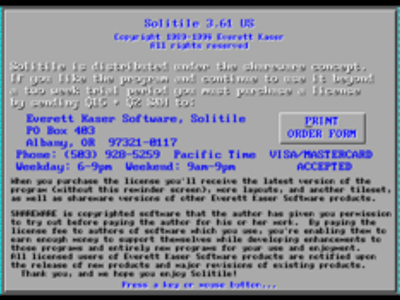 Solitile 3.61 US
Copyright 1989-1996 Everett Kaser
All rights reserved
Solitile is distributed under the shareware concept.
If you like the program and continue to use it beyond
a two week trial period you must purchase a license
by sending to:
Everett Kaser Software, Solitile
PO Box 403
Albany, OR 97321-0117
PRINT
ORDER FORM
Phone: (503) 928-5259 Pacific Time VISA/MASTERCARD
Weekday: 6-9pm Weekend: 9am-9pm ACCEPTED
When you purchase the license you'll receive the latest version of the
program (without this reminder screen), more layouts, and another tileset,
as well as shareware versions of other Everett Kaser Software products.
SHAREWARE is copyrighted software that the author has given you permission
to try out before paying the author for his or her work. By paying the
license fee to authors of software which you use, you're enabling them to
earn enough money to support themselves while developing enhancements to
those programs and entirely new programs for your use and enjoyment.
All licensed users of Everett Kaser Software products are notified upon
the release of new products and major revisions of existing products.
Thank you, and we hope you enjoy Solitile!
Press a key or mouse button...